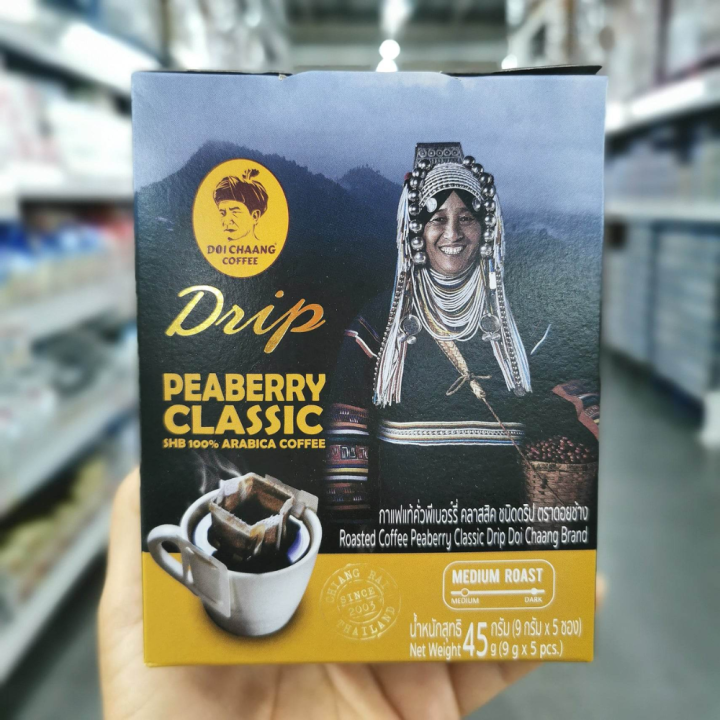 DOI CHAANG
COFFEE
Drip
PEABERRY
CLASSIC
SHB 100% ARABICA COFFEE
กาแฟแท้คั่วพีเบอร์รี่ คลาสสิค ชนิดดริป ตราดอยช้าง
Roasted Coffee Peaberry Classic Drip Doi Chaang Brand
CHIANG RAI
SINCE
2003
THAILAND
MEDIUM ROAST
MEDIUM DARK
น้ำหนักสุทธิ 45 กรัม (9 กรัม x 5 ซอง)
Net Weight g (9 g x 5 pcs.)